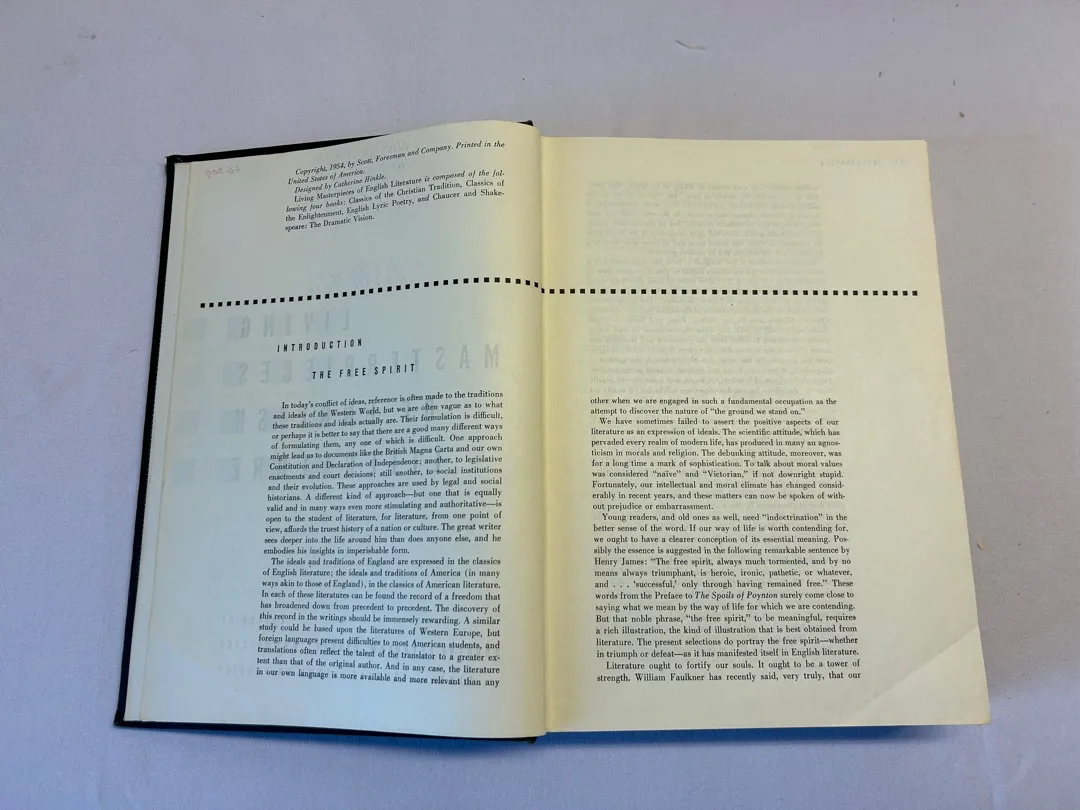 Copyright, 1954, by Scott, Foresman and Company. Printed in the
United States of America.
Designed by Catherine Hinkle.
Living Masterpieces of English Literature is composed of the fol-
lowing four books: Classics of the Christian Tradition, Classics of
the Enlightenment, English Lyric Poetry, and Chaucer and Shake-
speare: The Dramatic Vision.
INTRODUCTION
THE FREE SPIRIT
In today's conflict of ideas, reference is often made to the traditions
and ideals of the Western World, but we are often vague as to what
these traditions and ideals actually are. Their formulation is difficult,
or perhaps it is better to say that there are a good many different ways
of formulating them, any one of which is difficult. One approach
might lead us to documents like the British Magna Carta and our own
Constitution and Declaration of Independence; another, to legislative
enactments and court decisions; still another, to social institutions
and their evolution. These approaches are used by legal and social
historians. A different kind of approach—but one that is equally
valid and in many ways even more stimulating and authoritative—is
open to the student of literature, for literature, from one point of
view, affords the truest history of a nation or culture. The great writer
sees deeper into the life around him than does anyone else, and he
embodies his insights in imperishable form.
The ideals and traditions of England are expressed in the classics
of English literature; the ideals and traditions of America (in many
ways akin to those of England), in the classics of American literature.
In each of these literatures can be found the record of a freedom that
has broadened down from precedent to precedent. The discovery of
this record in the writings should be immensely rewarding. A similar
study could be based upon the literatures of Western Europe, but
foreign languages present difficulties to most American students, and
translations often reflect the talent of the translator to a greater ex-
tent than that of the original author. And in any case, the literature
in our own language is more available and more relevant than any
other when we are engaged in such a fundamental occupation as the
attempt to discover the nature of "the ground we stand on."
We have sometimes failed to assert the positive aspects of our
literature as an expression of ideals. The scientific attitude, which has
pervaded every realm of modern life, has produced in many an agnos-
ticism in morals and religion. The debunking attitude, moreover, was
for a long time a mark of sophistication. To talk about moral values
was considered "naïve" and "Victorian," if not downright stupid.
Fortunately, our intellectual and moral climate has changed consid-
erably in recent years, and these matters can now be spoken of with-
out prejudice or embarrassment.
Young readers, and old ones as well, need "indoctrination" in the
better sense of the word. If our way of life is worth contending for,
we ought to have a clearer conception of its essential meaning. Pos-
sibly the essence is suggested in the following remarkable sentence by
Henry James: "The free spirit, always much tormented, and by no
means always triumphant, is heroic, ironic, pathetic, or whatever,
and . . . 'successful,' only through having remained free." These
words from the Preface to The Spoils of Poynton surely come close to
saying what we mean by the way of life for which we are contending.
But that noble phrase, "the free spirit," to be meaningful, requires
a rich illustration, the kind of illustration that is best obtained from
literature. The present selections do portray the free spirit—whether
in triumph or defeat—as it has manifested itself in English literature.
Literature ought to fortify our souls. It ought to be a tower of
strength. William Faulkner has recently said, very truly, that our